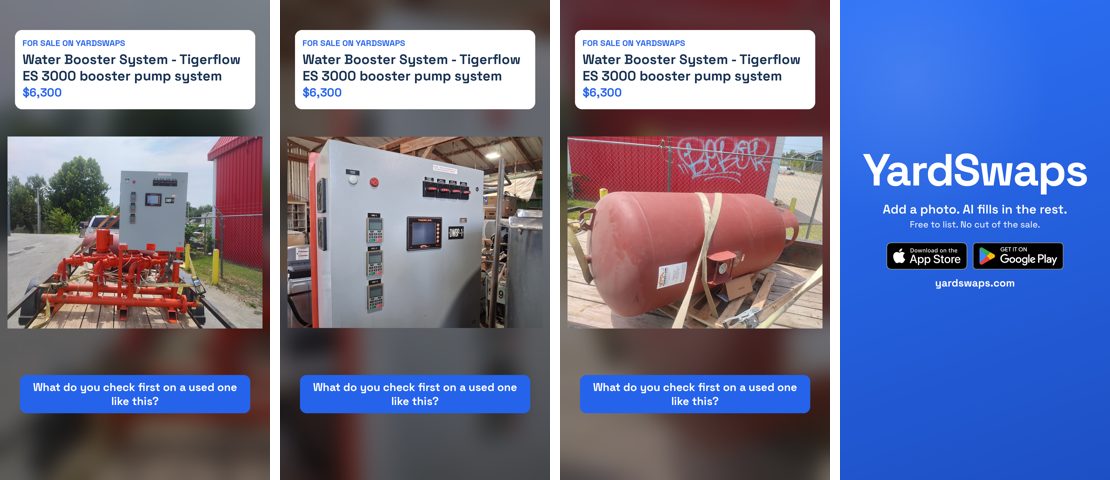 FOR SALE ON YARDSWAPS
Water Booster System - Tigerflow
ES 3000 booster pump system
$6,300
What do you check first on a used one
like this?
FOR SALE ON YARDSWAPS
Water Booster System - Tigerflow
ES 3000 booster pump system
$6,300
What do you check first on a used one
like this?
FOR SALE ON YARDSWAPS
Water Booster System - Tigerflow
ES 3000 booster pump system
$6,300
What do you check first on a used one
like this?
YardSwaps
Add a photo. AI fills in the rest.
Free to list. No cut of the sale.
Download on the
App Store
GET IT ON
Google Play
yardswaps.com